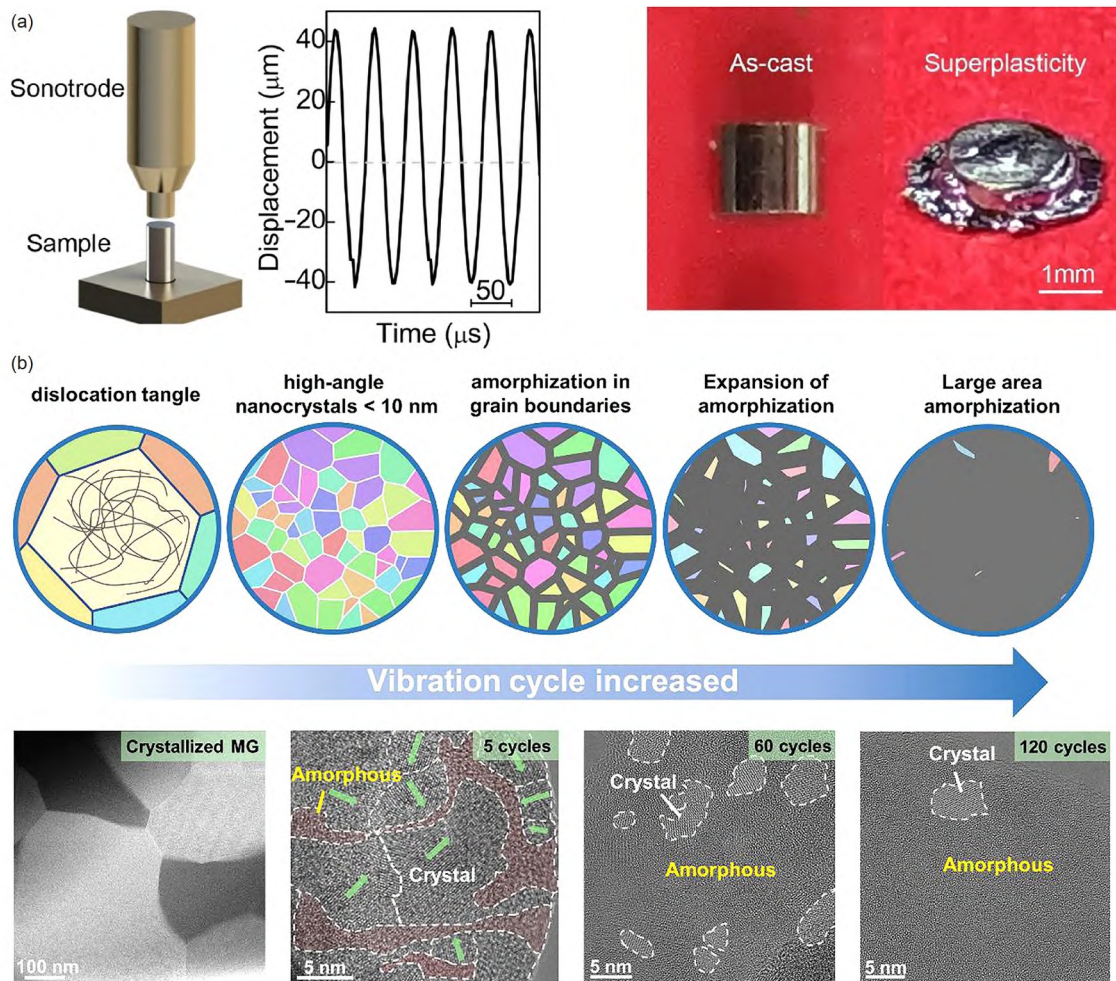 (a)
Sonotrode
Sample
Displacement (μm)
40
20
0
−20
−40
50
Time (μs)
As-cast
Superplasticity
1mm
(b)
dislocation tangle
high-angle
nanocrystals < 10 nm
amorphization in
grain boundaries
Expansion of
amorphization
Large area
amorphization
Vibration cycle increased
Crystallized MG
100 nm
5 cycles
Amorphous
Crystal
5 nm
60 cycles
Crystal
Amorphous
5 nm
120 cycles
Crystal
Amorphous
5 nm